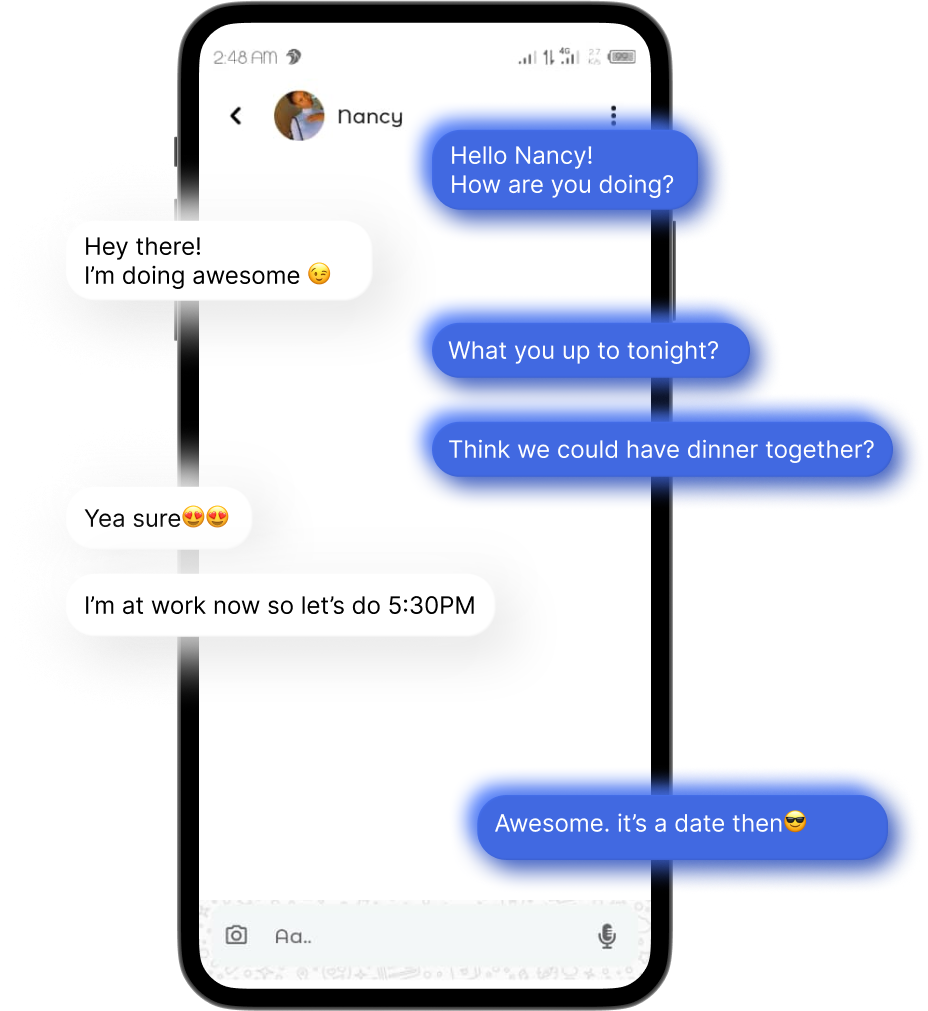 2:48 AM 4G 27 K/s 99
Nancy
Hello Nancy!
How are you doing?
Hey there!
I’m doing awesome 😉
What you up to tonight?
Think we could have dinner together?
Yea sure😍😍
I’m at work now so let’s do 5:30PM
Awesome. it’s a date then😎
Aa..